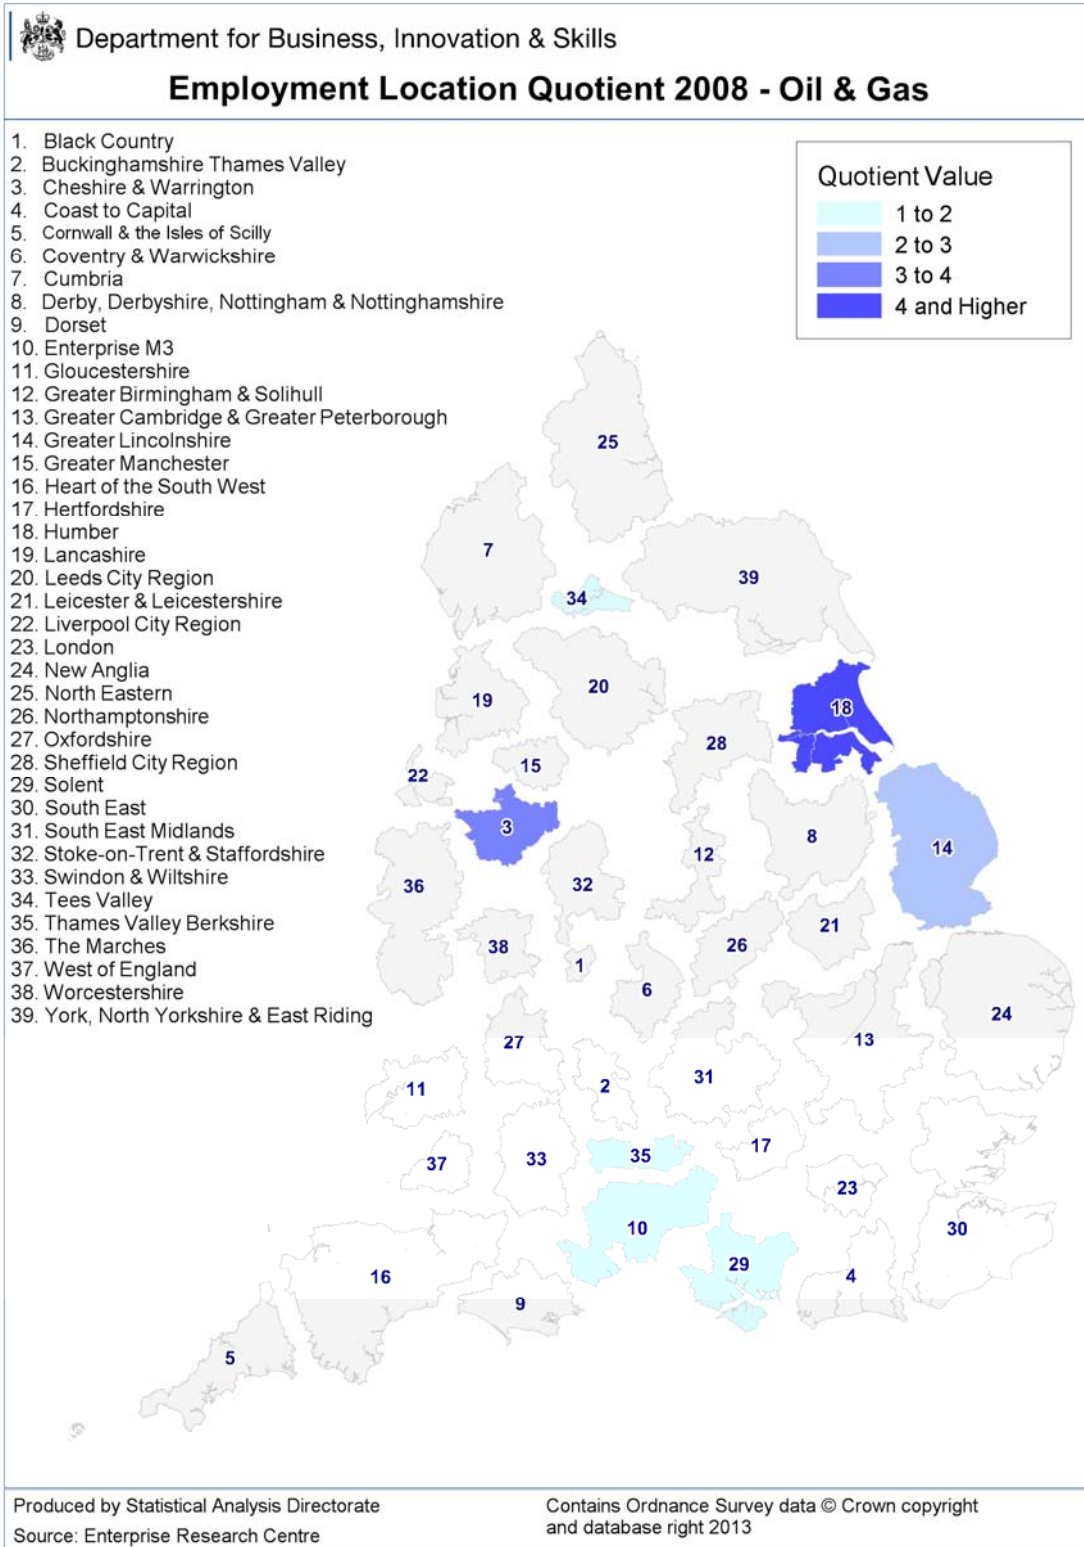 Department for Business, Innovation & Skills
Employment Location Quotient 2008 - Oil & Gas
1. Black Country
2. Buckinghamshire Thames Valley
3. Cheshire & Warrington
4. Coast to Capital
5. Cornwall & the Isles of Scilly
6. Coventry & Warwickshire
7. Cumbria
8. Derby, Derbyshire, Nottingham & Nottinghamshire
9. Dorset
10. Enterprise M3
11. Gloucestershire
12. Greater Birmingham & Solihull
13. Greater Cambridge & Greater Peterborough
14. Greater Lincolnshire
15. Greater Manchester
16. Heart of the South West
17. Hertfordshire
18. Humber
19. Lancashire
20. Leeds City Region
21. Leicester & Leicestershire
22. Liverpool City Region
23. London
24. New Anglia
25. North Eastern
26. Northamptonshire
27. Oxfordshire
28. Sheffield City Region
29. Solent
30. South East
31. South East Midlands
32. Stoke-on-Trent & Staffordshire
33. Swindon & Wiltshire
34. Tees Valley
35. Thames Valley Berkshire
36. The Marches
37. West of England
38. Worcestershire
39. York, North Yorkshire & East Riding
Quotient Value
1 to 2
2 to 3
3 to 4
4 and Higher
25
7
39
34
20
19
18
28
15
22
3
8
14
12
36
32
21
26
38
1
6
24
13
27
31
2
11
17
35
33
37
23
10
30
29
4
16
9
5
Produced by Statistical Analysis Directorate
Source: Enterprise Research Centre
Contains Ordnance Survey data © Crown copyright
and database right 2013